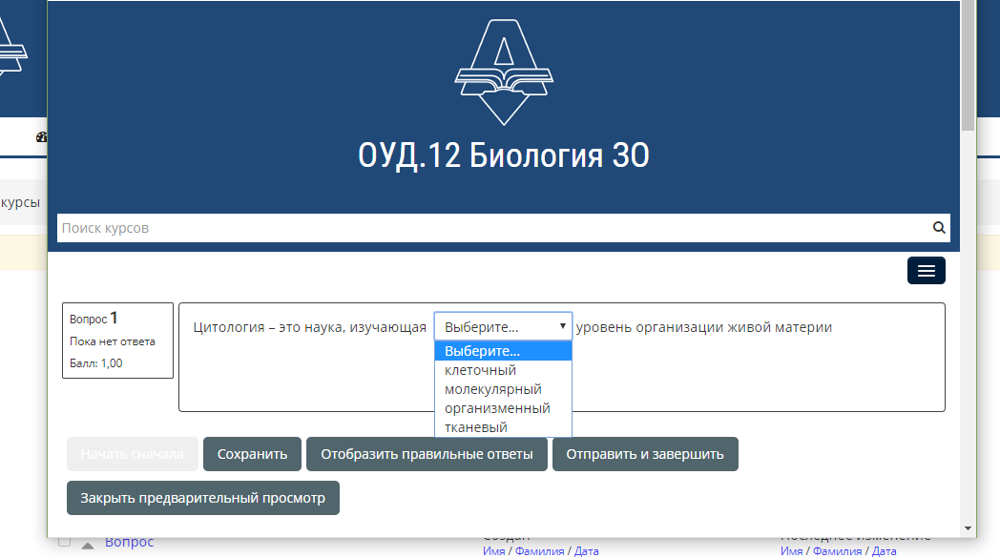 ОУД.12 Биология ЗО
курсы
Поиск курсов
Вопрос 1
Пока нет ответа
Балл: 1,00
Цитология – это наука, изучающая Выберите... уровень организации живой материи
Выберите...
клеточный
молекулярный
организменный
тканевый
Начать сначала Сохранить Отобразить правильные ответы Отправить и завершить
Закрыть предварительный просмотр
Вопрос Создан Последнее изменение
Имя / Фамилия / Дата Имя / Фамилия / Дата